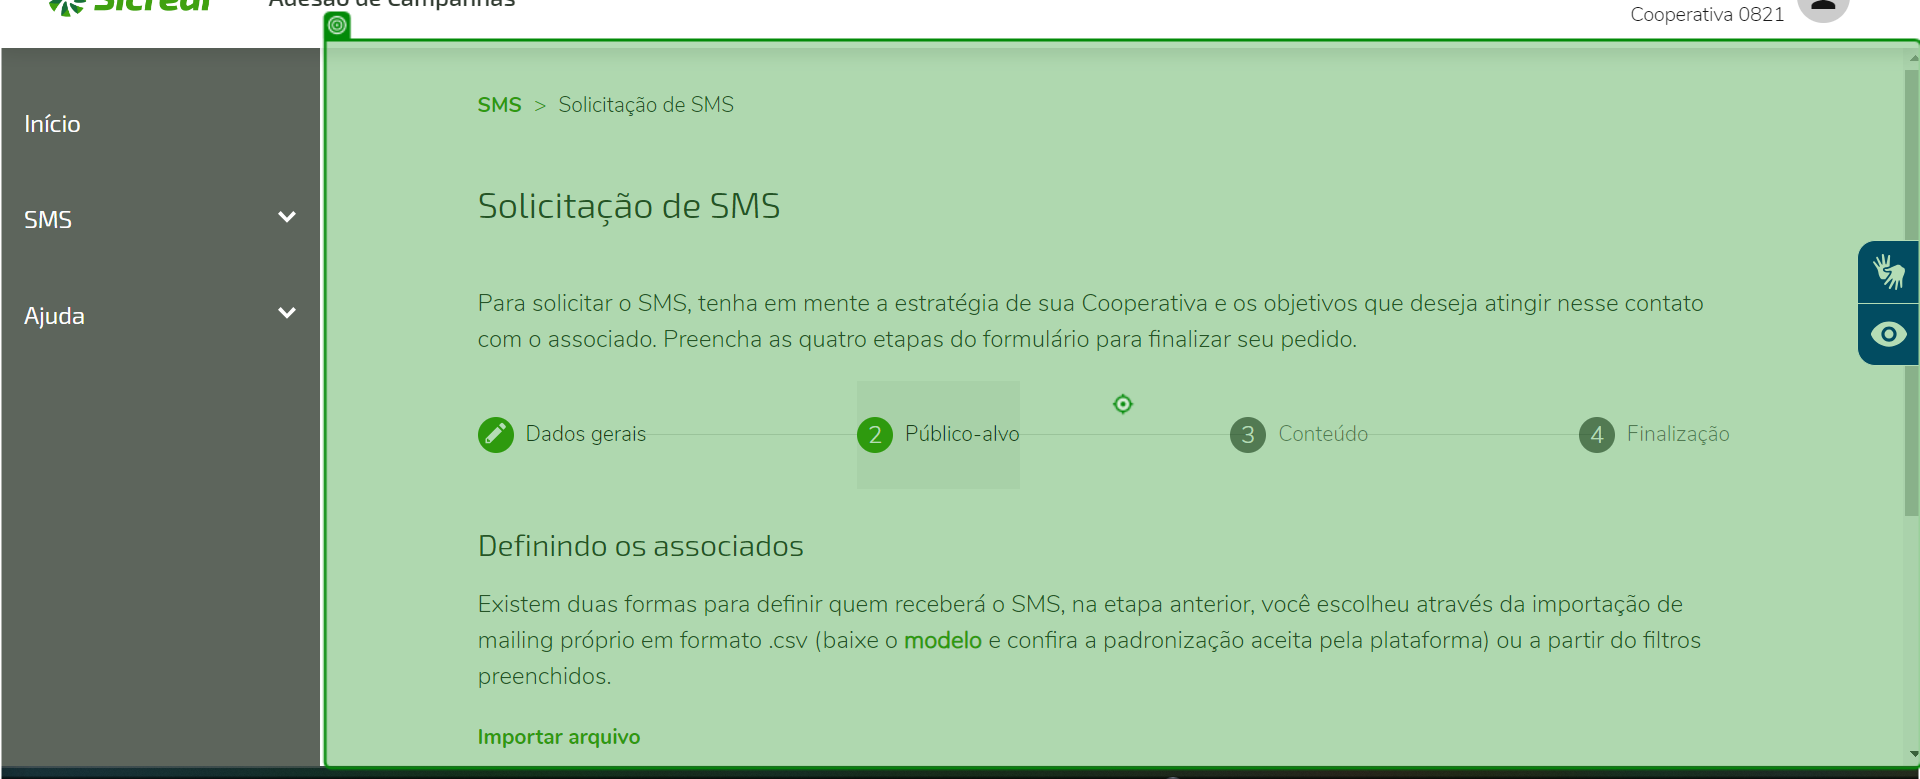 Sicredi
Adesão de Campanhas
Cooperativa 0821
Início
SMS
Ajuda
SMS > Solicitação de SMS
Solicitação de SMS
Para solicitar o SMS, tenha em mente a estratégia de sua Cooperativa e os objetivos que deseja atingir nesse contato
com o associado. Preencha as quatro etapas do formulário para finalizar seu pedido.
Dados gerais
2 Público-alvo
3 Conteúdo
4 Finalização
Definindo os associados
Existem duas formas para definir quem receberá o SMS, na etapa anterior, você escolheu através da importação de
mailing próprio em formato .csv (baixe o modelo e confira a padronização aceita pela plataforma) ou a partir do filtros
preenchidos.
Importar arquivo